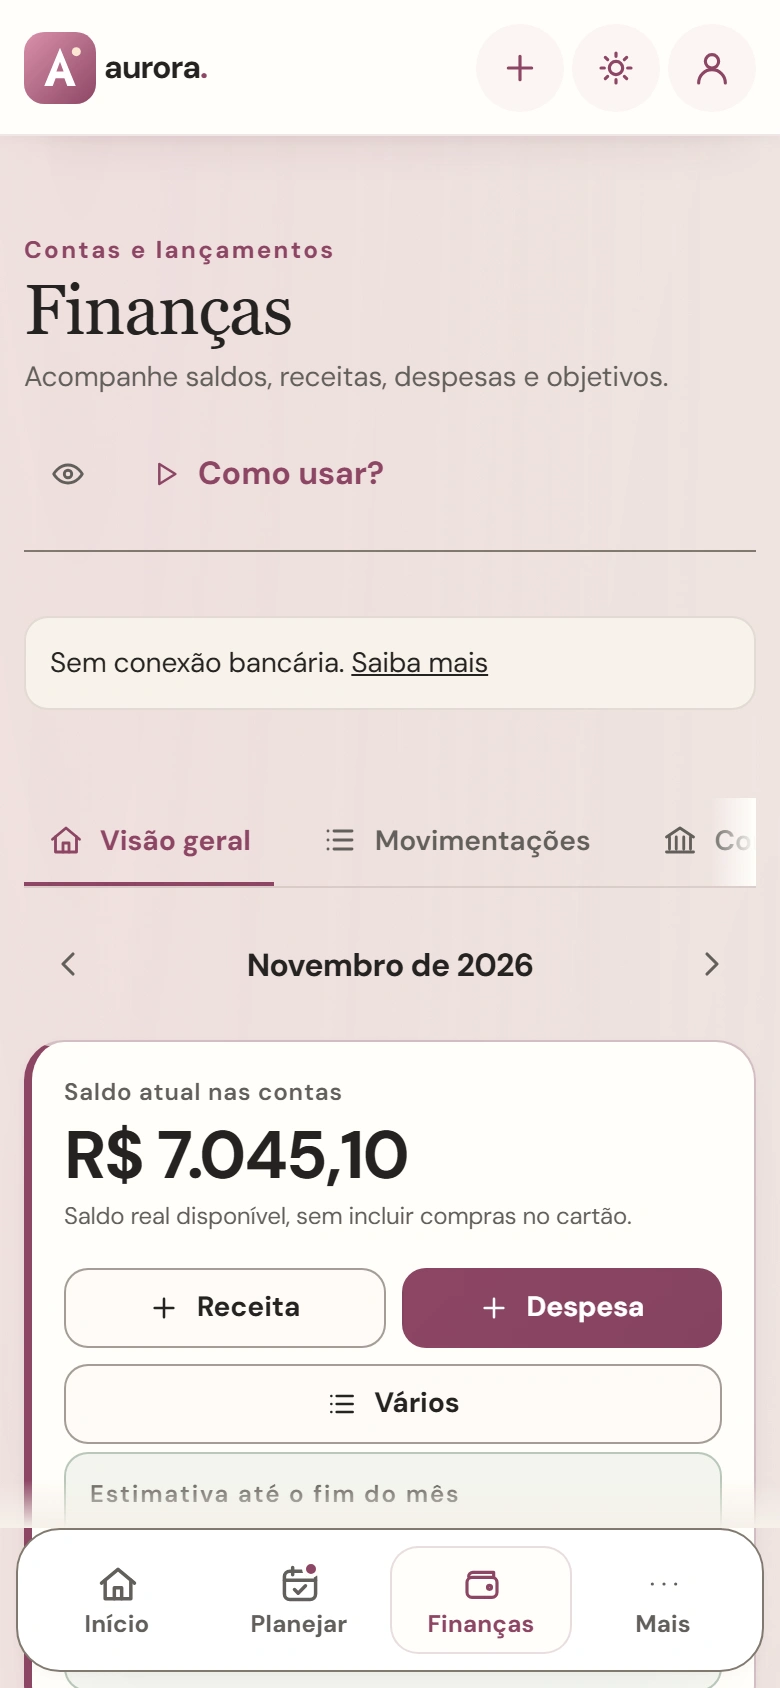 aurora.
Contas e lançamentos
Finanças
Acompanhe saldos, receitas, despesas e objetivos.
Como usar?
Sem conexão bancária. Saiba mais
Visão geral Movimentações Co
Novembro de 2026
Saldo atual nas contas
R$ 7.045,10
Saldo real disponível, sem incluir compras no cartão.
Receita Despesa
Vários
Estimativa até o fim do mês
Início Planejar Finanças Mais